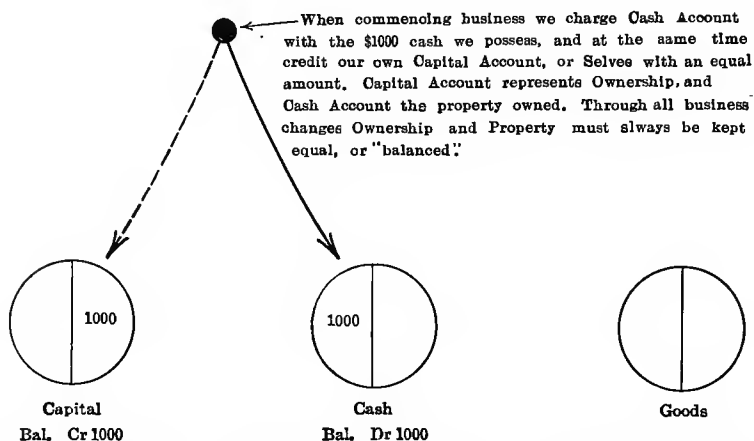 When commencing business we charge Cash Account
with the $1000 cash we possess, and at the same time
credit our own Capital Account, or Selves with an equal
amount. Capital Account represents Ownership, and
Cash Account the property owned. Through all business
changes Ownership and Property must always be kept
equal, or "balanced".
1000
1000
Capital
Bal. Cr 1000
Cash
Bal. Dr 1000
Goods